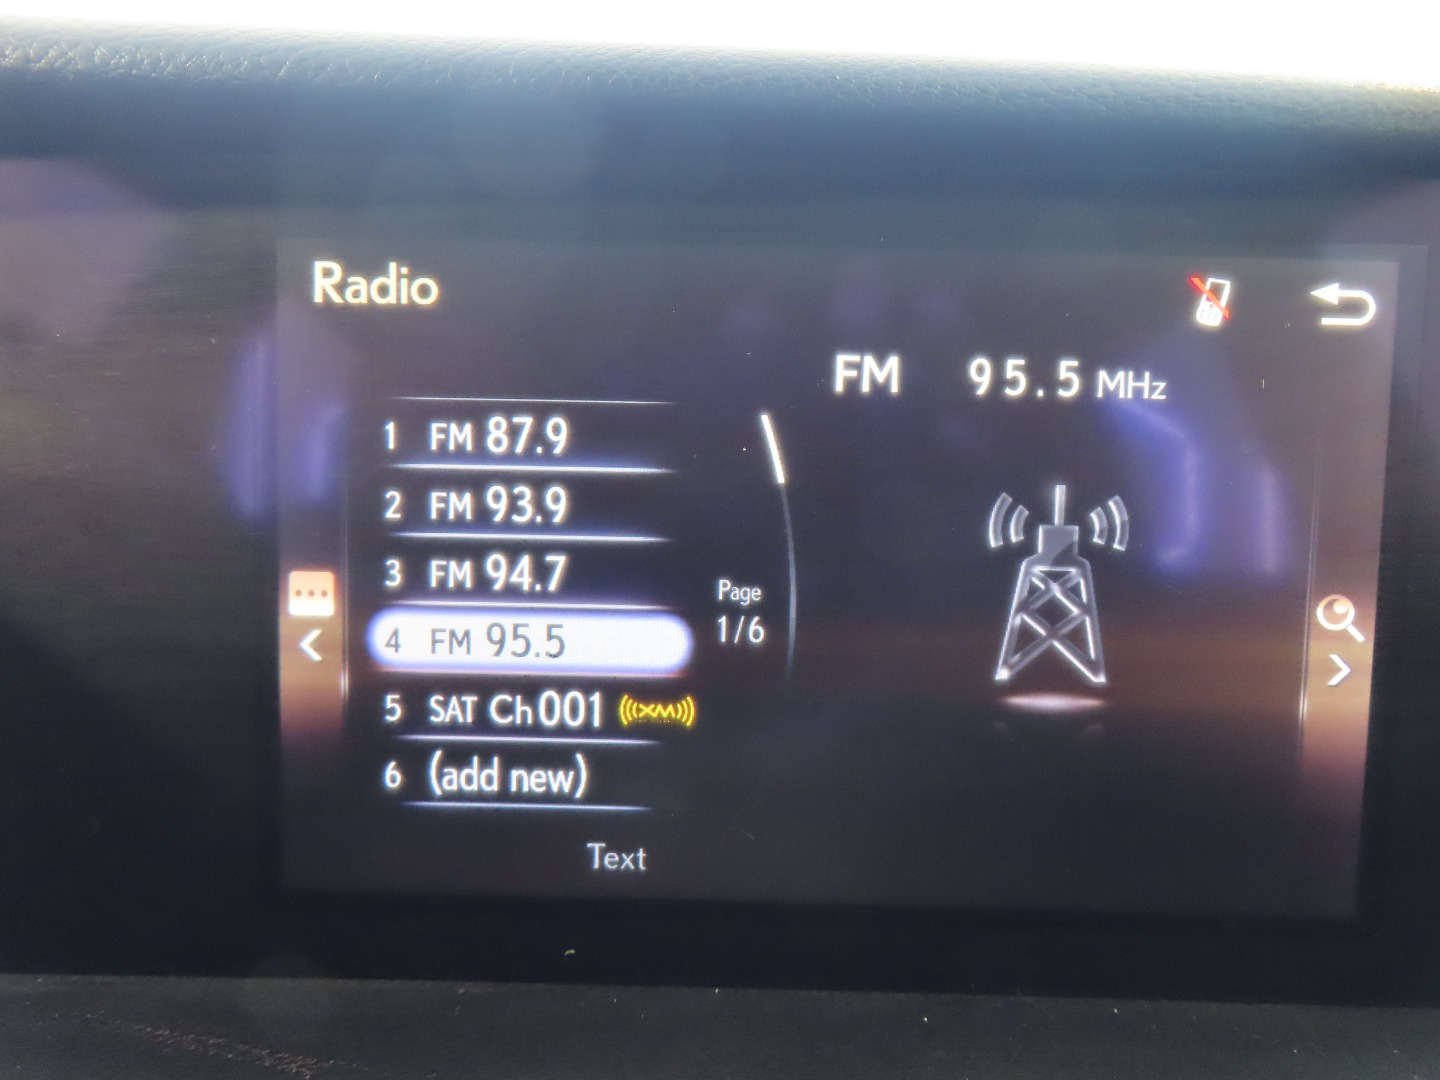 Radio
FM 95.5 MHz
1 FM 87.9
2 FM 93.9
3 FM 94.7
4 FM 95.5
5 SAT Ch001 ((XM))
6 (add new)
Page
1/6
Text